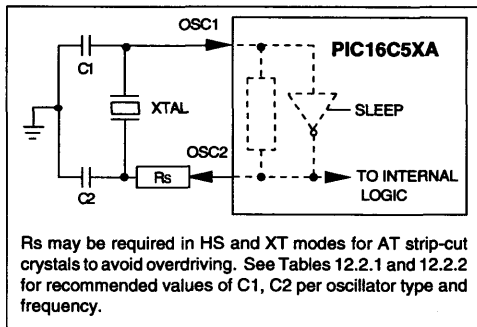 OSC1
PIC16C5XA
C1
XTAL
SLEEP
OSC2
C2
Rs
TO INTERNAL
LOGIC
Rs may be required in HS and XT modes for AT strip-cut
crystals to avoid overdriving. See Tables 12.2.1 and 12.2.2
for recommended values of C1, C2 per oscillator type and
frequency.